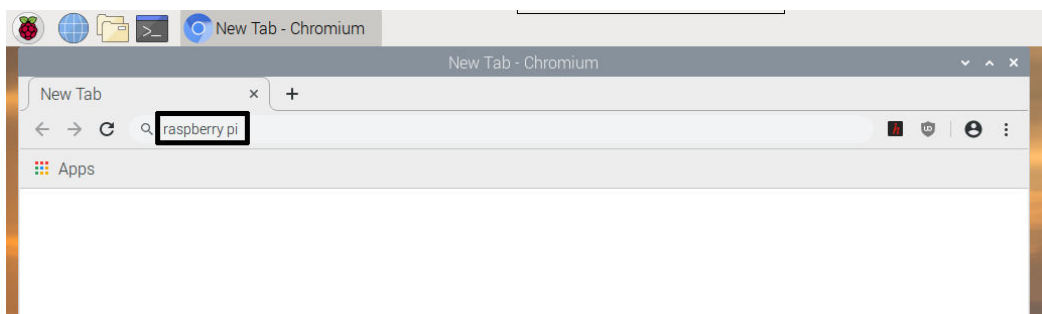 New Tab - Chromium
New Tab - Chromium
New Tab
raspberry pi
Apps